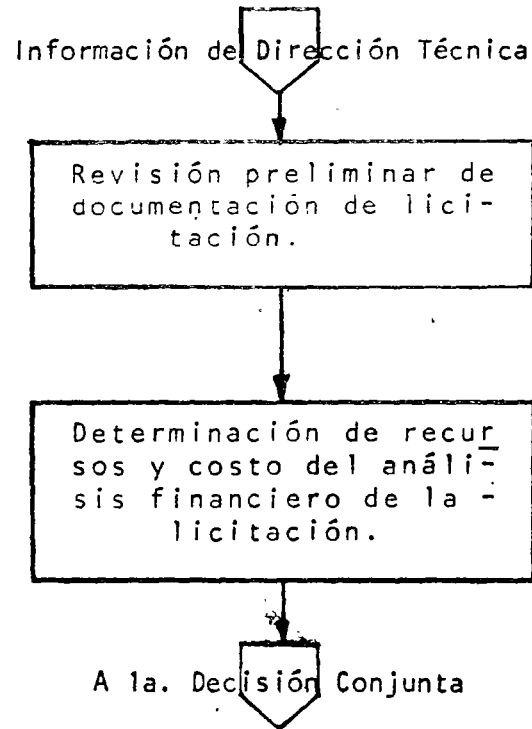 Información de Dirección Técnica
Revisión preliminar de
documentación de lici-
tación.
Determinación de recur
sos y costo del análi-
sis financiero de la -
licitación.
A 1a. Decisión Conjunta